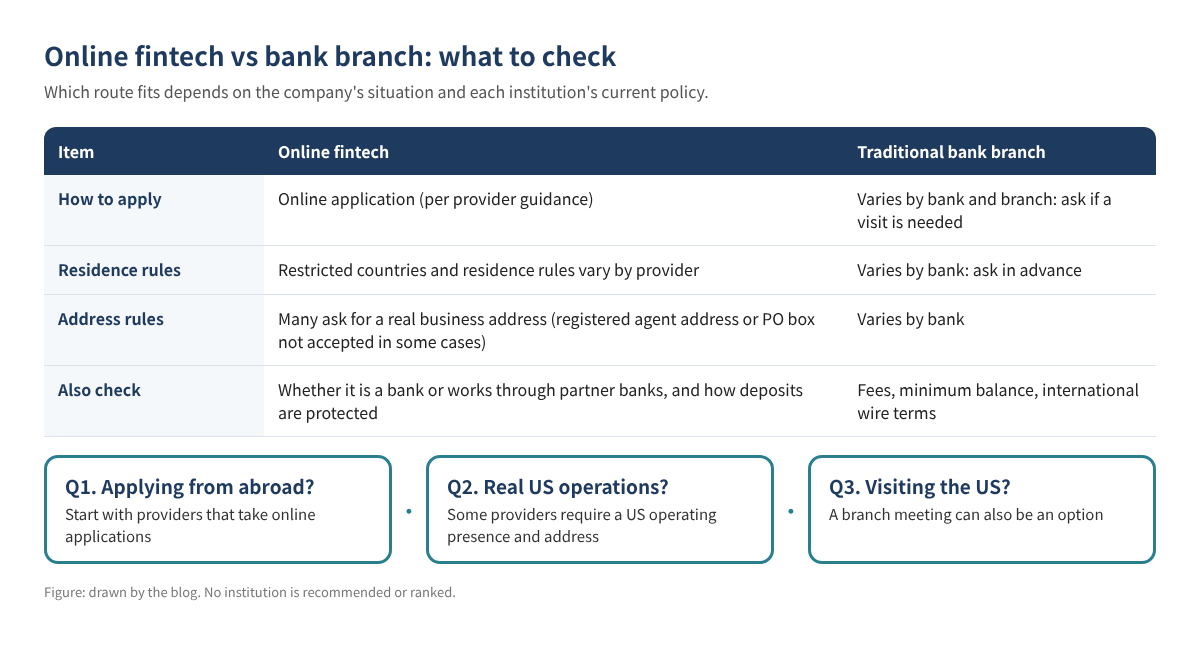 Online fintech vs bank branch: what to check
Which route fits depends on the company's situation and each institution's current policy.
Item
Online fintech
Traditional bank branch
How to apply
Online application (per provider guidance)
Varies by bank and branch: ask if a
visit is needed
Residence rules
Restricted countries and residence rules vary by provider
Varies by bank: ask in advance
Address rules
Many ask for a real business address (registered agent address or PO box
not accepted in some cases)
Varies by bank
Also check
Whether it is a bank or works through partner banks, and how deposits
are protected
Fees, minimum balance, international
wire terms
Q1. Applying from abroad?
Start with providers that take online
applications
Q2. Real US operations?
Some providers require a US operating
presence and address
Q3. Visiting the US?
A branch meeting can also be an option
Figure: drawn by the blog. No institution is recommended or ranked.